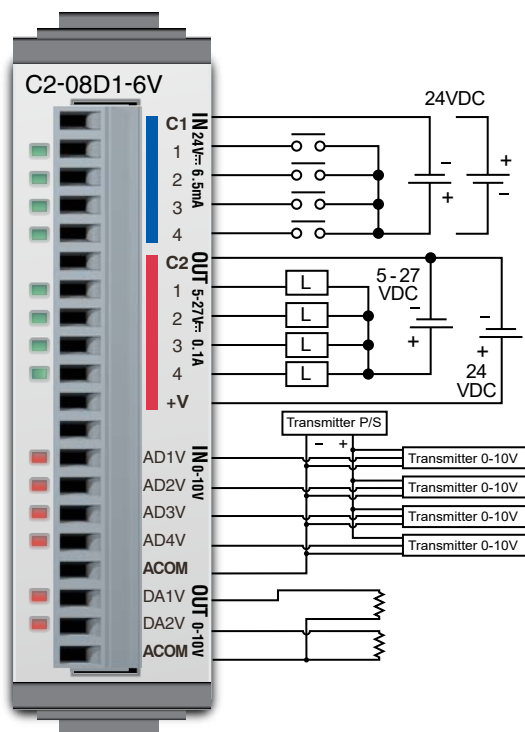 C2-08D1-6V
C1
1
2
3
4
IN 24V⎓ 6.5mA
C2
1
2
3
4
+V
OUT 5-27V⎓ 0.1A
AD1V
AD2V
AD3V
AD4V
ACOM
IN 0-10V
DA1V
DA2V
ACOM
OUT 0-10V
24VDC
−
+
+
−
L
L
L
L
5-27
VDC
−
+
−
+
24
VDC
Transmitter P/S
− +
Transmitter 0-10V
Transmitter 0-10V
Transmitter 0-10V
Transmitter 0-10V